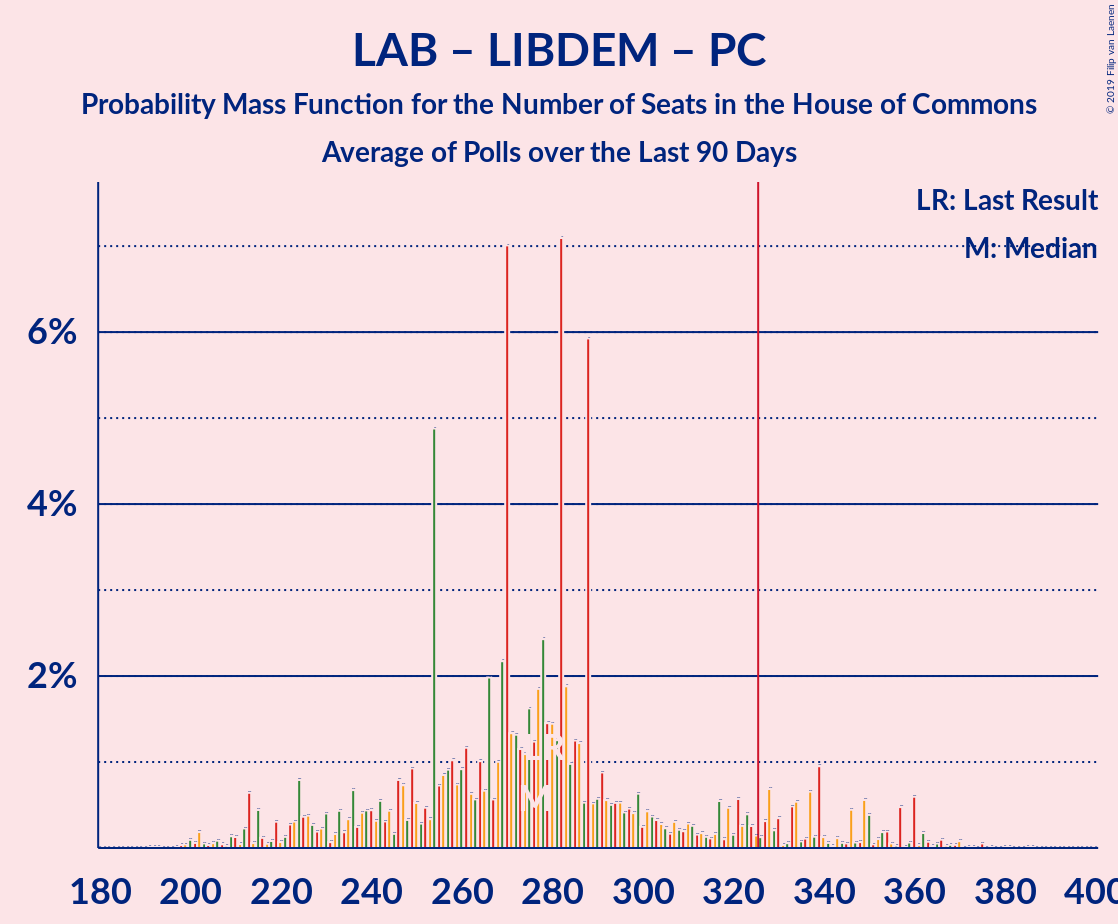 LAB – LIBDEM – PC
Probability Mass Function for the Number of Seats in the House of Commons
Average of Polls over the Last 90 Days
© 2019 Filip van Laenen
LR: Last Result
M: Median
6%
4%
2%
LR
M
180 200 220 240 260 280 300 320 340 360 380 400